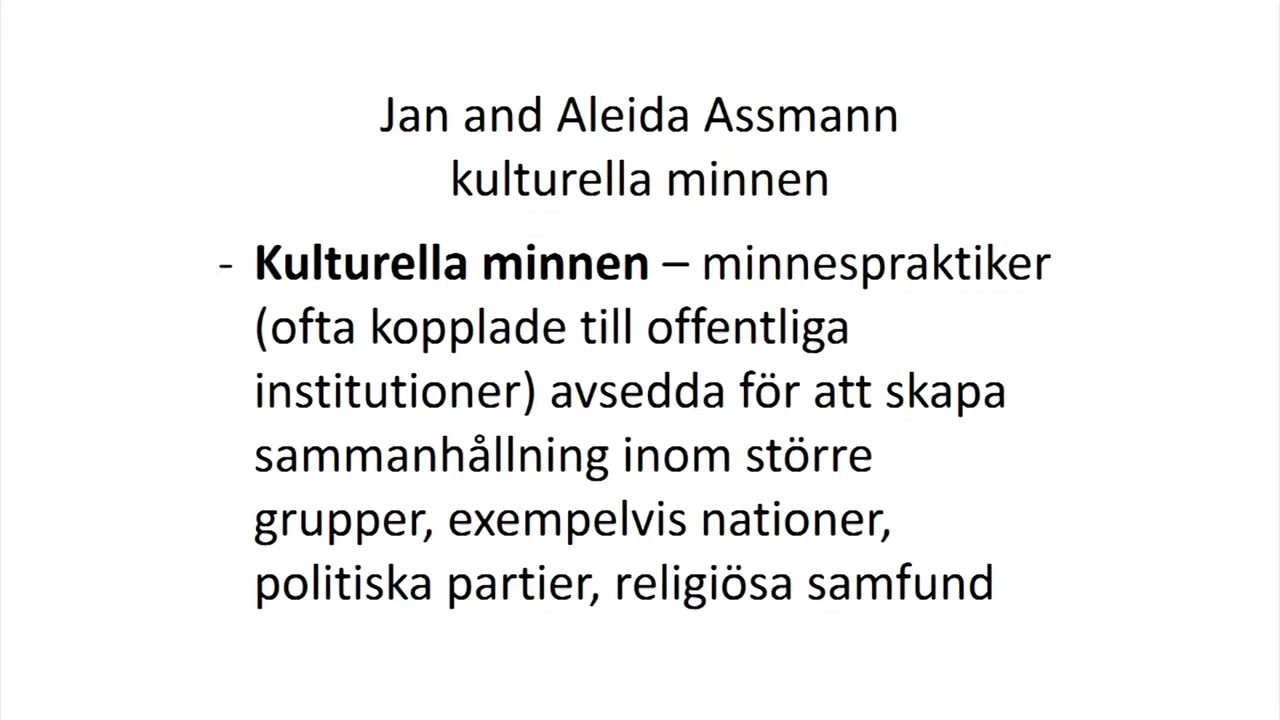 Jan and Aleida Assmann
kulturella minnen
- Kulturella minnen – minnespraktiker
(ofta kopplade till offentliga
institutioner) avsedda för att skapa
sammanhållning inom större
grupper, exempelvis nationer,
politiska partier, religiösa samfund